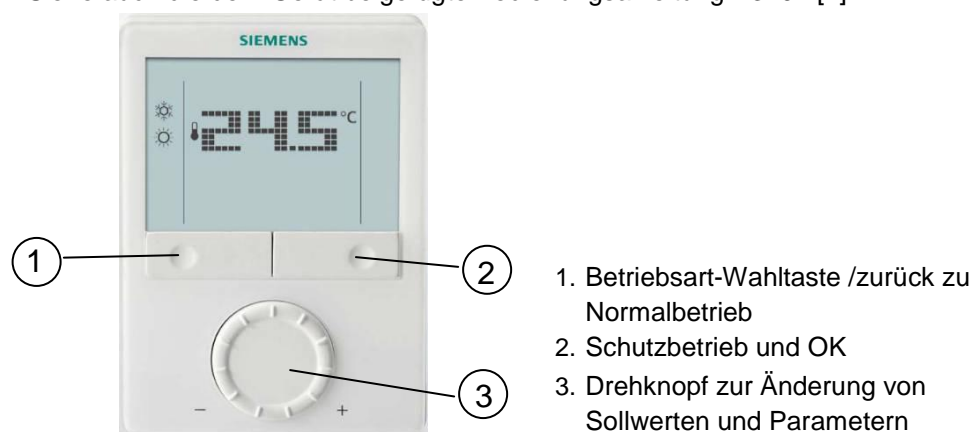 SIEMENS
24.5 °C
1
2
3
− +
1. Betriebsart-Wahltaste /zurück zu
Normalbetrieb
2. Schutzbetrieb und OK
3. Drehknopf zur Änderung von
Sollwerten und Parametern